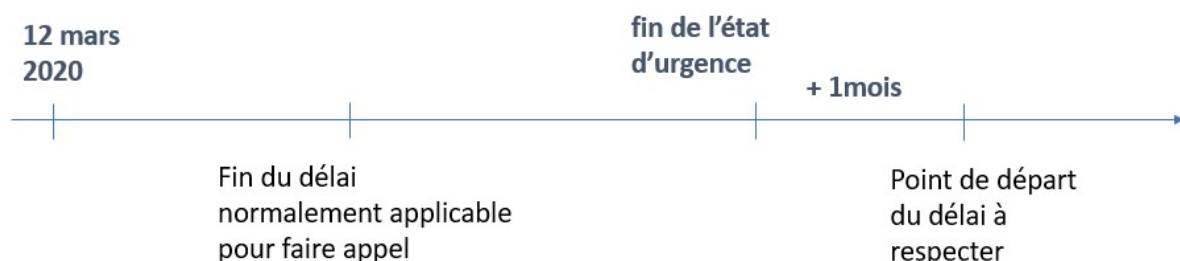 12 mars
2020
fin de l’état
d’urgence
+ 1mois
Fin du délai
normalement applicable
pour faire appel
Point de départ
du délai à
respecter